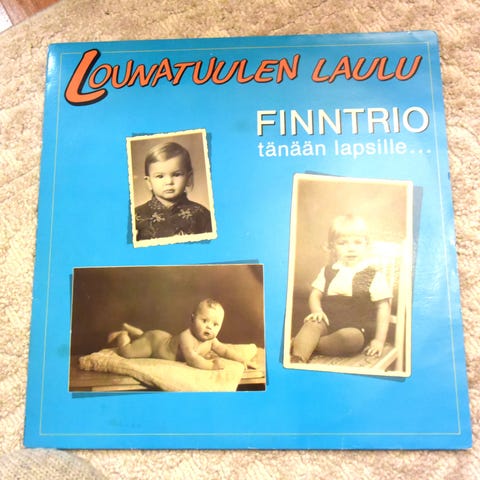 LOUNATUULEN LAULU
FINNTRIO
tänään lapsille...